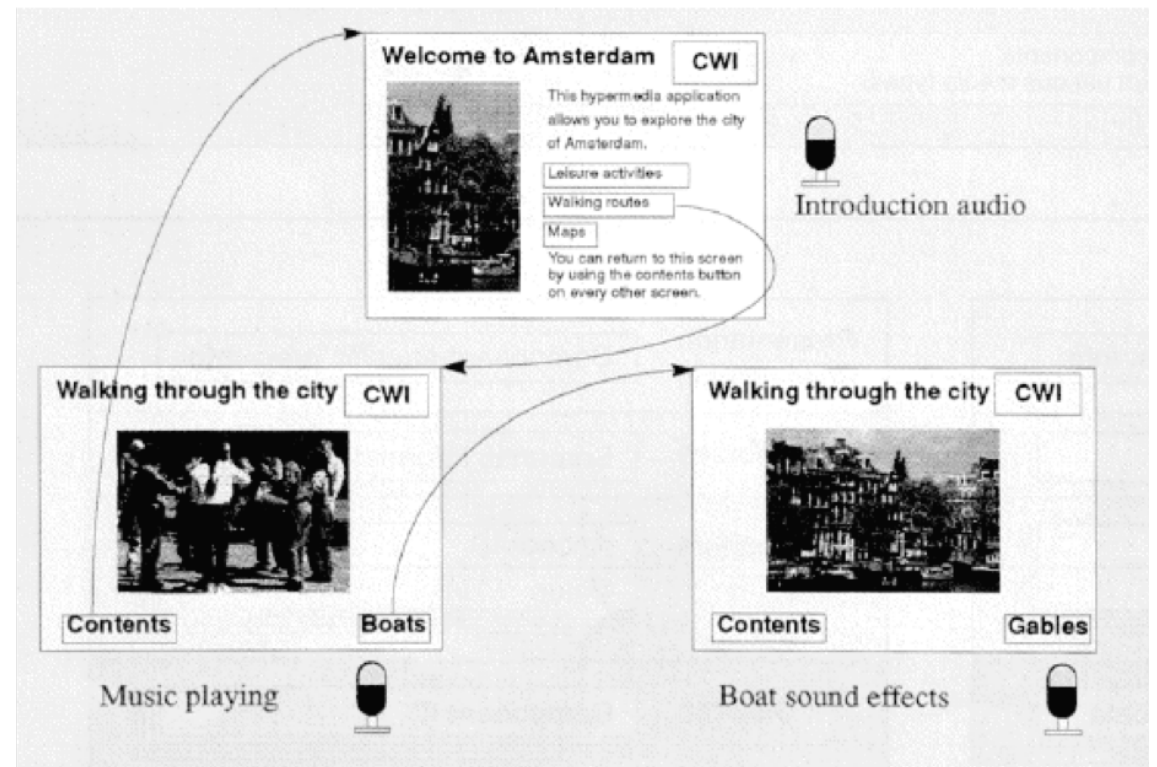 Welcome to Amsterdam
CWI
This hypermedia application
allows you to explore the city
of Amsterdam.
Leisure activities
Walking routes
Maps
You can return to this screen
by using the contents button
on every other screen.
Introduction audio
Walking through the city
CWI
Contents
Boats
Music playing
Walking through the city
CWI
Contents
Gables
Boat sound effects